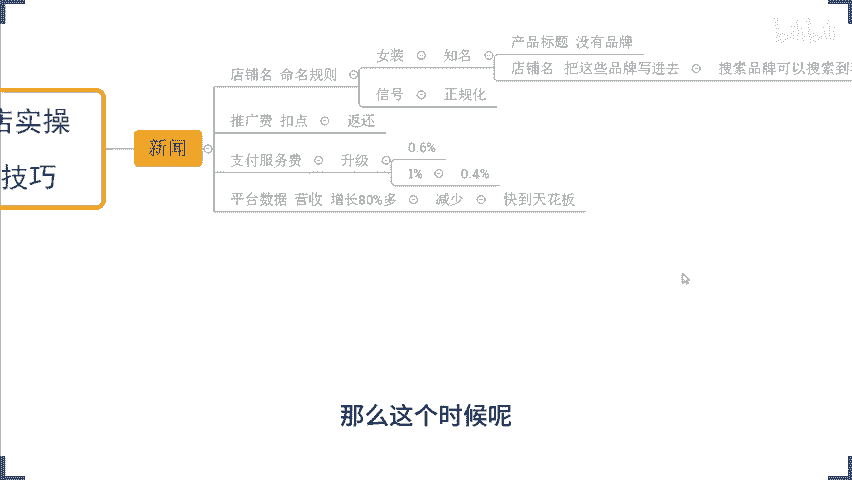 bilibili
店实操
技巧
新闻
店铺名 命名规则
女装 知名
产品标题 没有品牌
店铺名 把这些品牌写进去 搜索品牌可以搜索到
信号 正规化
推广费 扣点 返还
支付服务费 升级
0.6%
1% 0.4%
平台数据 营收 增长80%多 减少 快到天花板
那么这个时候呢